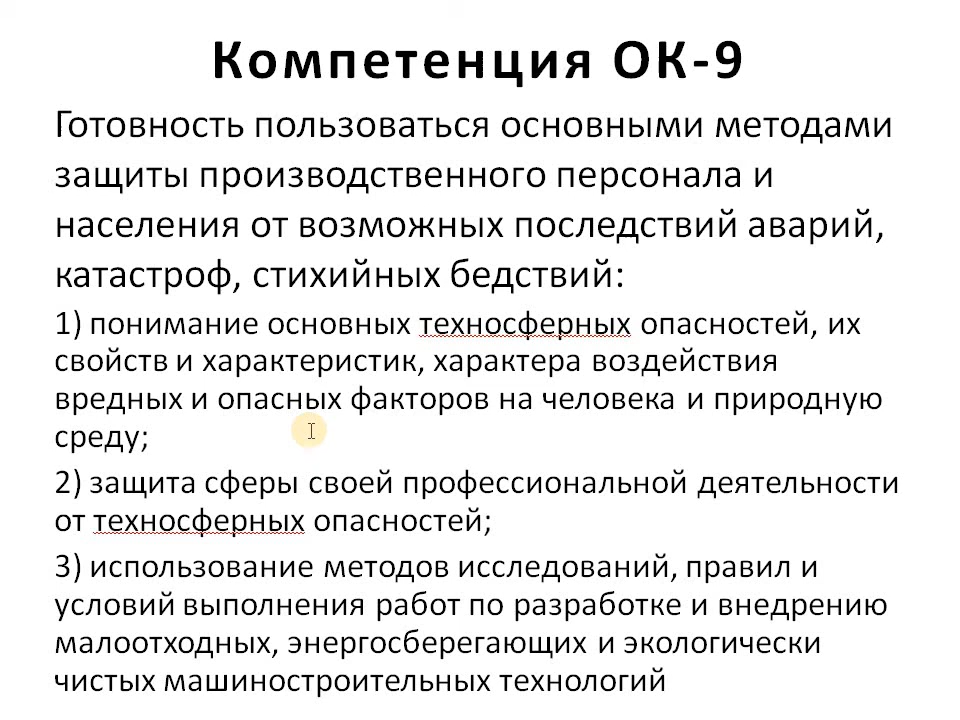 Компетенция ОК-9
Готовность пользоваться основными методами
защиты производственного персонала и
населения от возможных последствий аварий,
катастроф, стихийных бедствий:
1) понимание основных техносферных опасностей, их
свойств и характеристик, характера воздействия
вредных и опасных факторов на человека и природную
среду;
2) защита сферы своей профессиональной деятельности
от техносферных опасностей;
3) использование методов исследований, правил и
условий выполнения работ по разработке и внедрению
малоотходных, энергосберегающих и экологически
чистых машиностроительных технологий